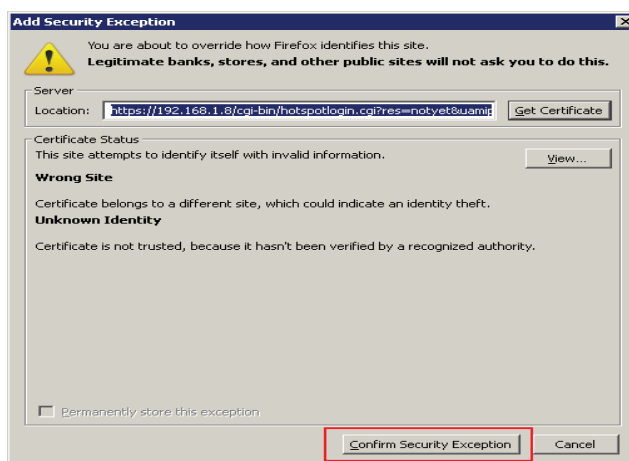 Add Security Exception
You are about to override how Firefox identifies this site.
Legitimate banks, stores, and other public sites will not ask you to do this.
Server
Location: https://192.168.1.8/cgi-bin/hotspotlogin.cgi?res=notyet&uamip Get Certificate
Certificate Status
This site attempts to identify itself with invalid information. View...
Wrong Site
Certificate belongs to a different site, which could indicate an identity theft.
Unknown Identity
Certificate is not trusted, because it hasn't been verified by a recognized authority.
Permanently store this exception
Confirm Security Exception Cancel